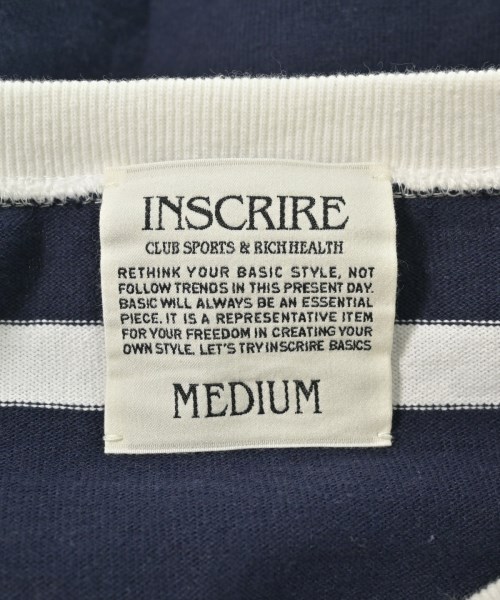 INSCRIRE
CLUB SPORTS & RICH HEALTH
RETHINK YOUR BASIC STYLE, NOT
FOLLOW TRENDS IN THIS PRESENT DAY.
BASIC WILL ALWAYS BE AN ESSENTIAL
PIECE. IT IS A REPRESENTATIVE ITEM
FOR YOUR FREEDOM IN CREATING YOUR
OWN STYLE. LET'S TRY INSCRIRE BASICS
MEDIUM